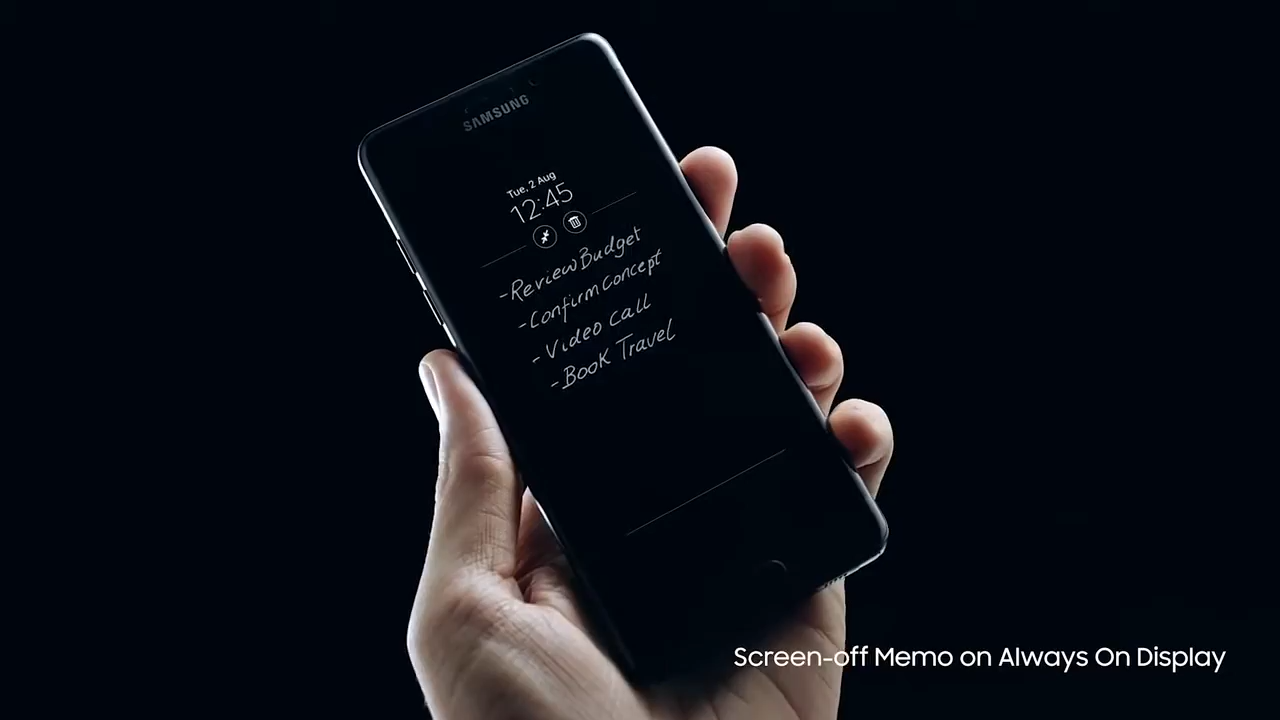 SAMSUNG
Tue, 2 Aug
12:45
-Review Budget
-Confirm Concept
-Video Call
-Book Travel
Screen-off Memo on Always On Display